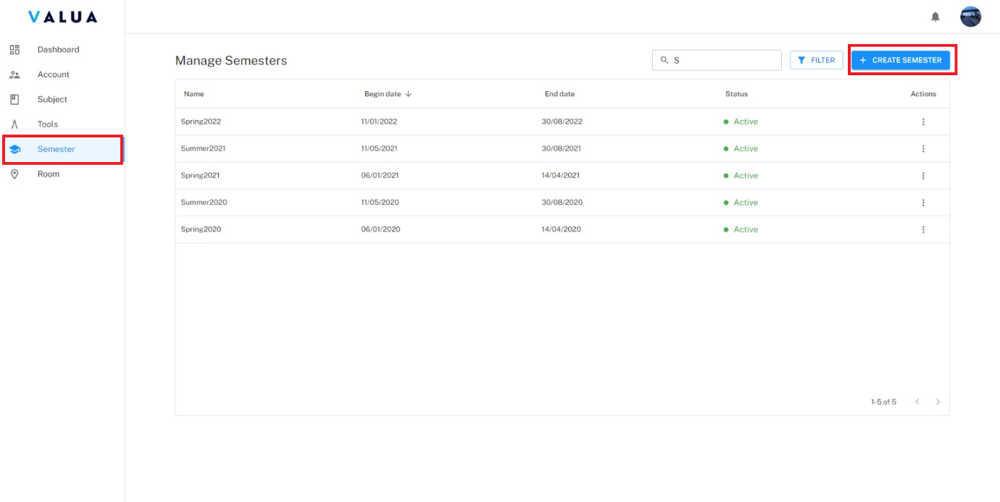 VALUA
Dashboard
Account
Subject
Tools
Semester
Room
Manage Semesters
S
FILTER
+ CREATE SEMESTER
Name Begin date ↓ End date Status Actions
Spring2022 11/01/2022 30/08/2022 Active
Summer2021 11/05/2021 30/08/2021 Active
Spring2021 06/01/2021 14/04/2021 Active
Summer2020 11/05/2020 30/08/2020 Active
Spring2020 06/01/2020 14/04/2020 Active
1-5 of 5